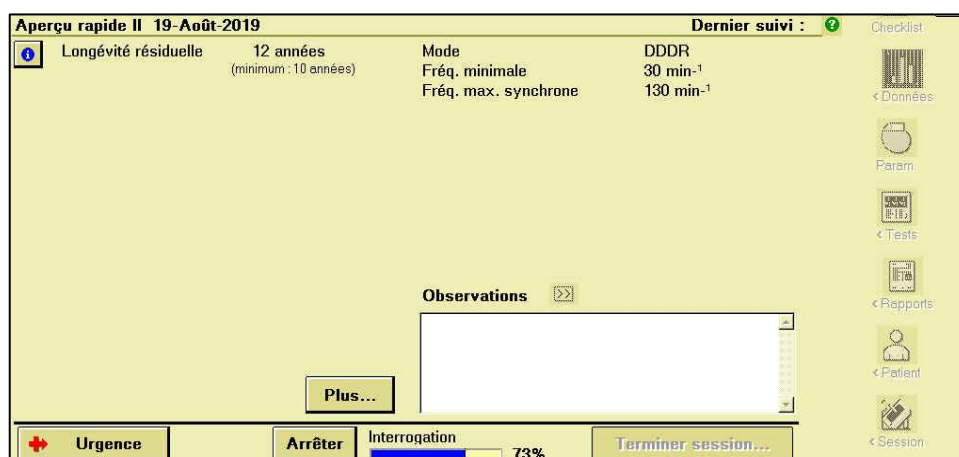 Aperçu rapide II 19-Août-2019 Dernier suivi :
Checklist
Longévité résiduelle 12 années
(minimum : 10 années)
Mode DDDR
Fréq. minimale 30 min-¹
Fréq. max. synchrone 130 min-¹
< Données
Param.
< Tests
Observations >>
< Rapports
< Patient
Plus...
Urgence
Arrêter
Interrogation
73%
Terminer session...
< Session